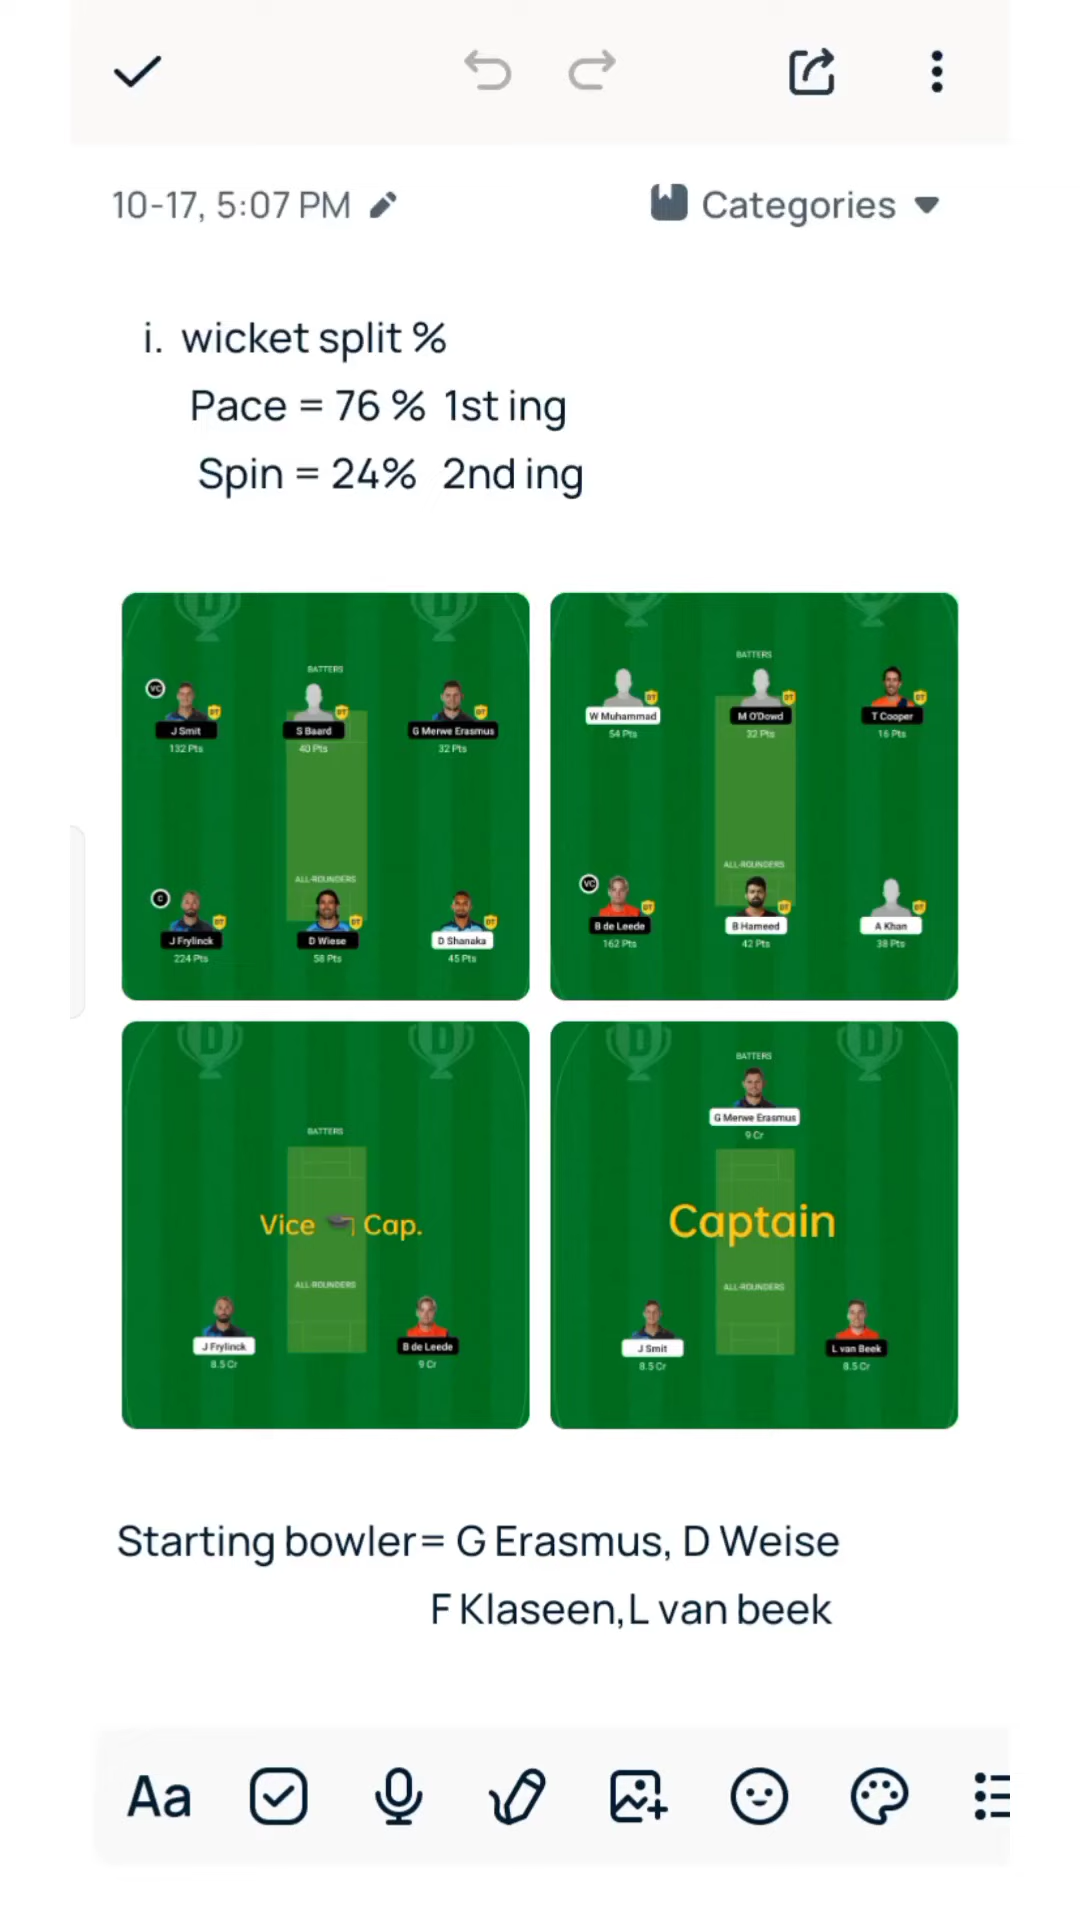 10-17, 5:07 PM
Categories
i. wicket split %
Pace = 76 % 1st ing
Spin = 24% 2nd ing
BATTERS
VC
J Smit
132 Pts
S Baard
40 Pts
G Merwe Erasmus
32 Pts
ALL-ROUNDERS
C
J Frylinck
224 Pts
D Wiese
58 Pts
D Shanaka
45 Pts
BATTERS
W Muhammad
54 Pts
M O'Dowd
32 Pts
T Cooper
16 Pts
ALL-ROUNDERS
VC
B de Leede
162 Pts
B Hameed
42 Pts
A Khan
38 Pts
BATTERS
Vice Cap.
ALL-ROUNDERS
J Frylinck
8.5 Cr
B de Leede
9 Cr
BATTERS
G Merwe Erasmus
9 Cr
Captain
ALL-ROUNDERS
J Smit
8.5 Cr
L van Beek
8.5 Cr
Starting bowler= G Erasmus, D Weise
F Klaseen,L van beek
Aa